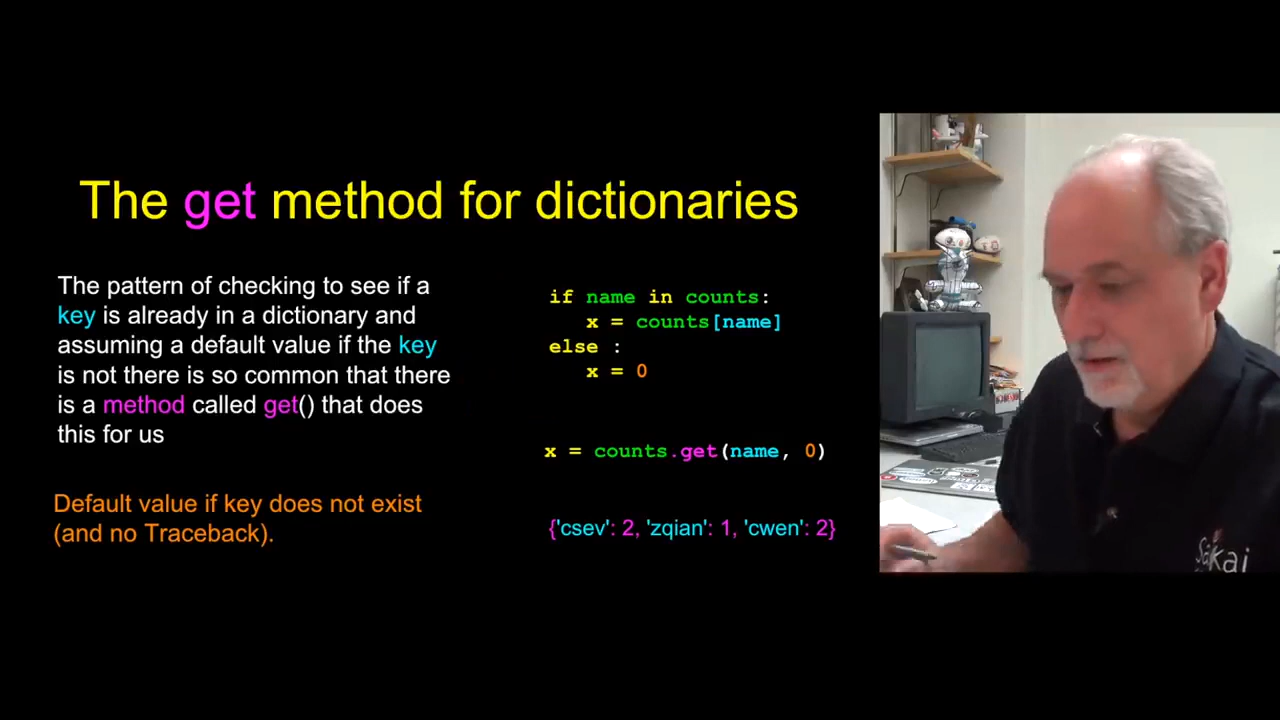 The get method for dictionaries
The pattern of checking to see if a
key is already in a dictionary and
assuming a default value if the key
is not there is so common that there
is a method called get() that does
this for us
Default value if key does not exist
(and no Traceback).
if name in counts:
   x = counts[name]
else :
   x = 0
x = counts.get(name, 0)
{'csev': 2, 'zqian': 1, 'cwen': 2}
Sakai